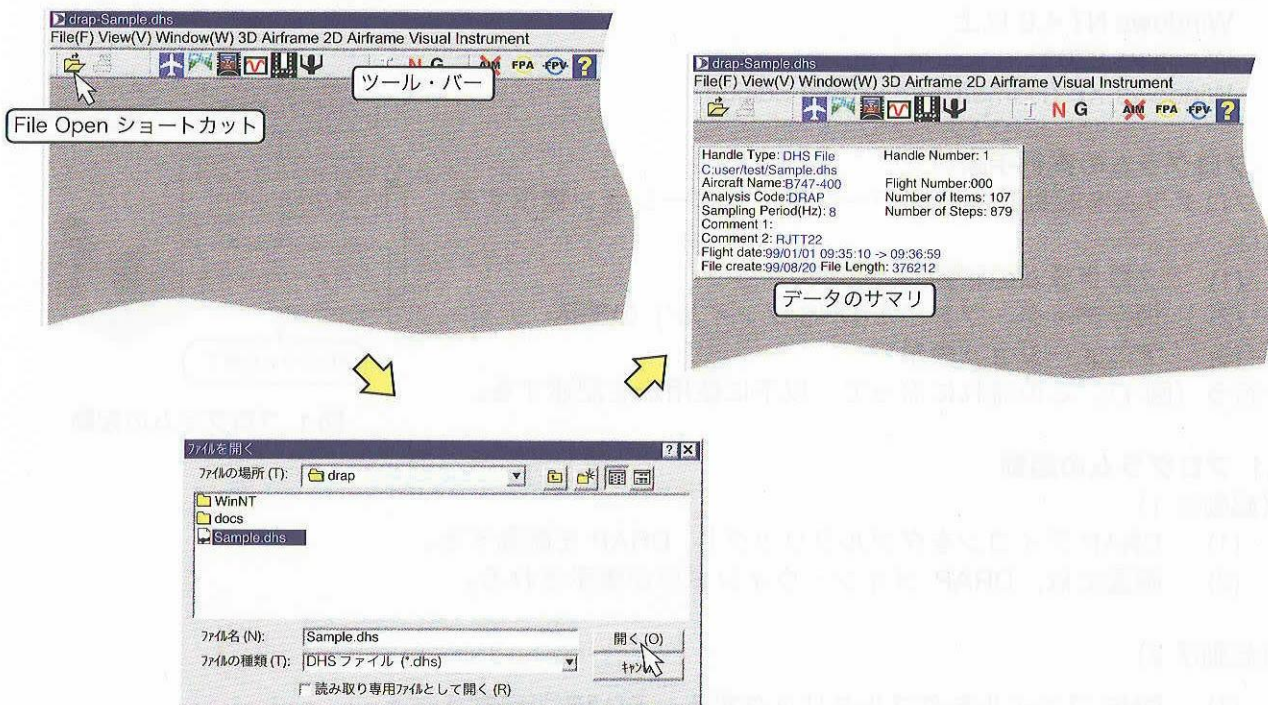 drap-Sample.dhs
File(F) View(V) Window(W) 3D Airframe 2D Airframe Visual Instrument
N G AIM FPA FPV ?
ツール・バー
File Open ショートカット
drap-Sample.dhs
File(F) View(V) Window(W) 3D Airframe 2D Airframe Visual Instrument
T N G AIM FPA FPV ?
Handle Type: DHS File Handle Number: 1
C:user/test/Sample.dhs
Aircraft Name:B747-400 Flight Number:000
Analysis Code:DRAP Number of Items: 107
Sampling Period(Hz): 8 Number of Steps: 879
Comment 1:
Comment 2: RJTT22
Flight date:99/01/01 09:35:10 -> 09:36:59
File create:99/08/20 File Length: 376212
データのサマリ
ファイルを開く
ファイルの場所 (T): drap
WinNT
docs
Sample.dhs
ファイル名 (N): Sample.dhs 開く (O)
ファイルの種類 (T): DHS ファイル (*.dhs)
読み取り専用ファイルとして開く (R)